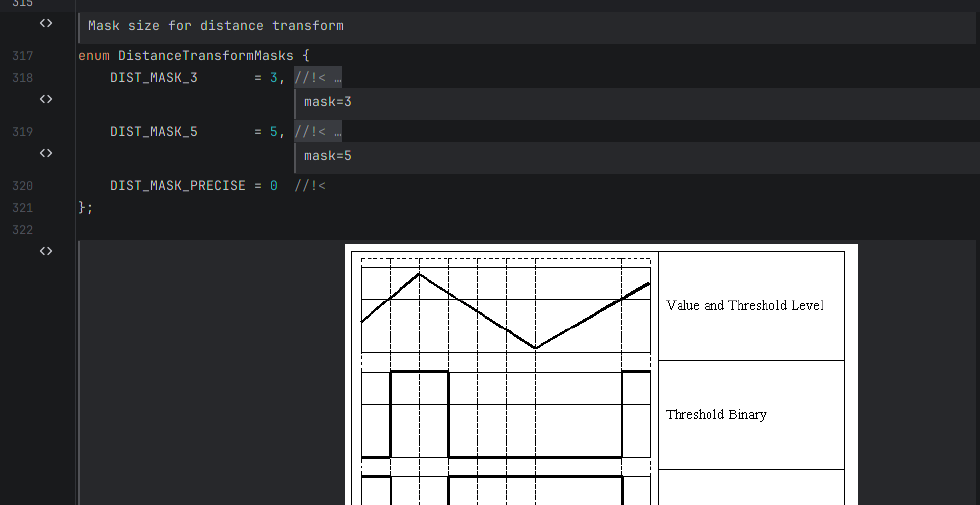 315
Mask size for distance transform
317 enum DistanceTransformMasks {
318 DIST_MASK_3 = 3, //!< …
mask=3
319 DIST_MASK_5 = 5, //!< …
mask=5
320 DIST_MASK_PRECISE = 0 //!<
321 };
322
Value and Threshold Level
Threshold Binary